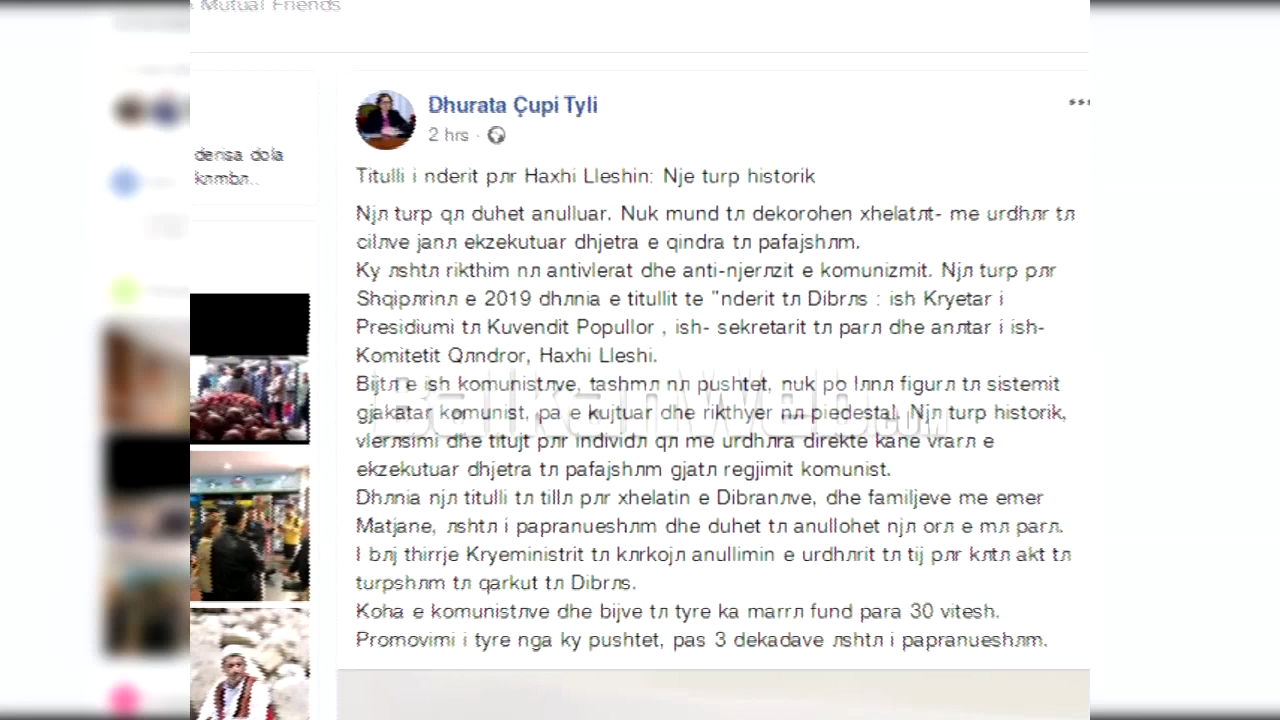 Mutual Friends
Dhurata Çupi Tyli
2 hrs ·
derisa dola
kлmbл..
Titulli i nderit pлr Haxhi Lleshin: Nje turp historik
Njл turp qл duhet anulluar. Nuk mund tл dekorohen xhelatлt- me urdhлr tл
cilлve janл ekzekutuar dhjetra e qindra tл pafajshлm.
Ky лshtл rikthim nл antivlerat dhe anti-njerлzit e komunizmit. Njл turp pлr
Shqipлrinл e 2019 dhлnia e titullit te "nderit tл Dibrлs : ish Kryetar i
Presidiumi tл Kuvendit Popullor , ish- sekretarit tл parл dhe anлtar i ish-
Komitetit Qлndror, Haxhi Lleshi.
Bijtл e ish komunistлve, tashmл nл pushtet, nuk po lлnл figurл tл sistemit
gjakatar komunist, pa e kujtuar dhe rikthyer nл piedestal. Njл turp historik,
vlerлsimi dhe titujt pлr individл qл me urdhлra direkte kane vrarл e
ekzekutuar dhjetra tл pafajshлm gjatл regjimit komunist.
Dhлnia njл titulli tл tillл pлr xhelatin e Dibranлve, dhe familjeve me emer
Matjane, лshtл i papranueshлm dhe duhet tл anullohet njл orл e mл parл.
I bлj thirrje Kryeministrit tл kлrkojл anullimin e urdhлrit tл tij pлr kлtл akt tл
turpshлm tл qarkut tл Dibrлs.
Koha e komunistлve dhe bijve tл tyre ka marrл fund para 30 vitesh.
Promovimi i tyre nga ky pushtet, pas 3 dekadave лshtл i papranueshлm.
BalkanWeb.COM